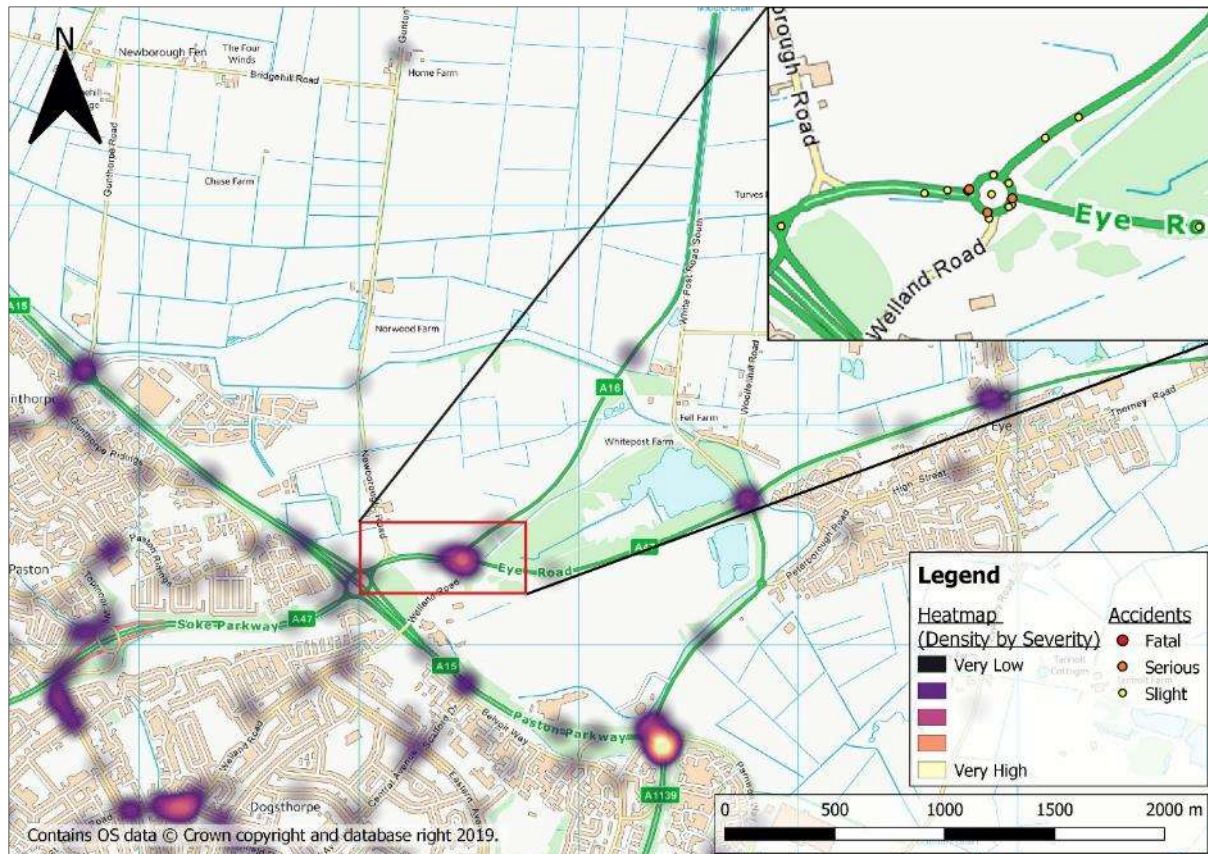 N
Newborough Fen
The Four
Winds
Bridgehill Road
Home Farm
Gunthorpe Road
Chase Farm
Norwood Farm
A15
Gunthorpe Ridings
Newborough Road
White Post Road South
A16
Fell Farm
Woolfellhill Road
Whitepost Farm
Eye
Thorney Road
High Street
Peterborough Road
A47
Eye Road
Welland Road
Paston
Paston Ridings
Soke Parkway
A47
A15
Paston Parkway
Belvoir Way
Central Avenue
Welland Road
Dogsthorpe
A1139
borough Road
Eye Ro
Welland Road
Legend
Heatmap
(Density by Severity)
Very Low
Very High
Accidents
Fatal
Serious
Slight
0 500 1000 1500 2000 m
Contains OS data © Crown copyright and database right 2019.